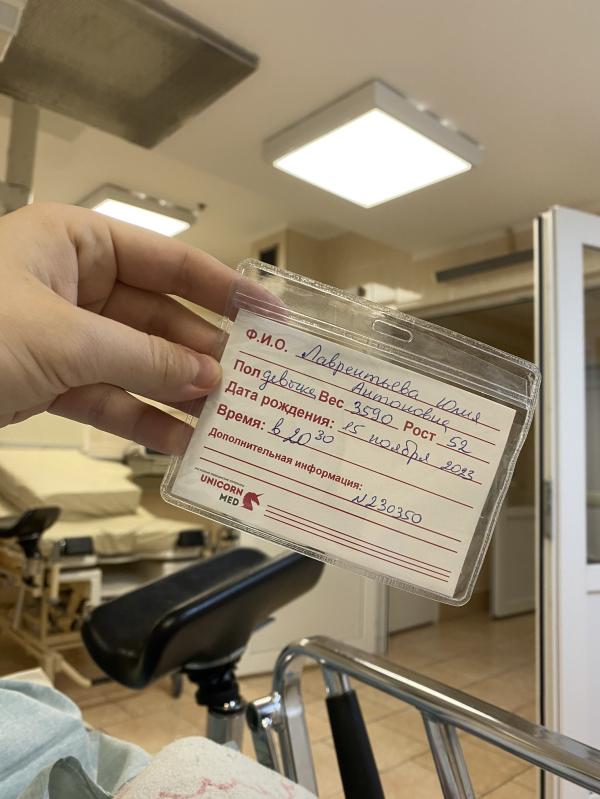 Ф.И.О. Лаврентьева Юлия
Антоновна
Пол девочка Вес 3590 Рост 52
Дата рождения: 15 ноября 2023
Время: в 20 30
Дополнительная информация:
N230350
UNICORN
MED